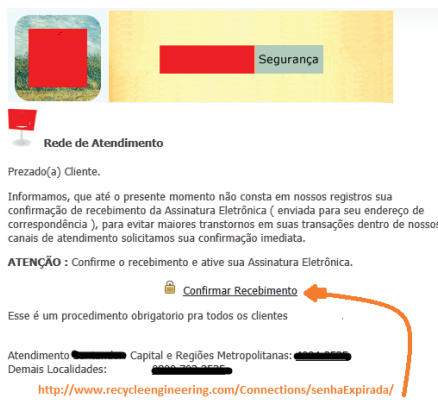 Segurança
Rede de Atendimento
Prezado(a) Cliente.
Informamos, que até o presente momento não consta em nossos registros sua
confirmação de recebimento da Assinatura Eletrônica ( enviada para seu endereço de
correspondência ), para evitar maiores transtornos em suas transações dentro de nossos
canais de atendimento solicitamos sua confirmação imediata.
ATENÇÃO : Confirme o recebimento e ative sua Assinatura Eletrônica.
Confirmar Recebimento
Esse é um procedimento obrigatorio pra todos os clientes .
Atendimento Capital e Regiões Metropolitanas:
Demais Localidades:
http://www.recycleengineering.com/Connections/senhaExpirada/